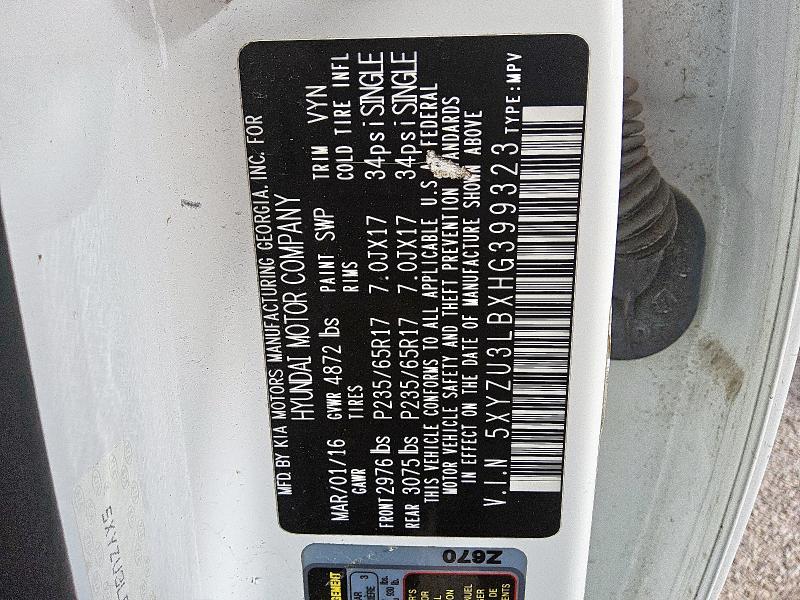 MFD. BY KIA MOTORS MANUFACTURING GEORGIA. INC. FOR
HYUNDAI MOTOR COMPANY
MAR/01/16 GVWR 4872 lbs PAINT SWP TRIM VYN
GAWR TIRES RIMS COLD TIRE INFL
FRONT 2976 lbs P235/65R17 7.0JX17 34psi SINGLE
REAR 3075 lbs P235/65R17 7.0JX17 34psi SINGLE
THIS VEHICLE CONFORMS TO ALL APPLICABLE U.S. FEDERAL
MOTOR VEHICLE SAFETY AND THEFT PREVENTION STANDARDS
IN EFFECT ON THE DATE OF MANUFACTURE SHOWN ABOVE
V.I.N 5XYZU3LBXHG399323 TYPE:MPV
Z670